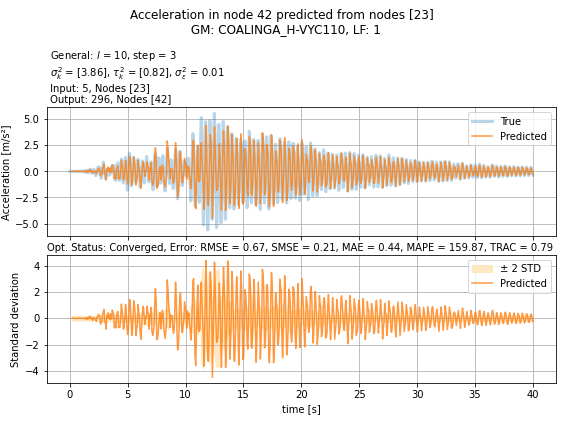 Acceleration in node 42 predicted from nodes [23]
GM: COALINGA_H-VYC110, LF: 1
General: l = 10, step = 3
σ²ₖ = [3.86], τ²ₖ = [0.82], σ²ε = 0.01
Input: 5, Nodes [23]
Output: 296, Nodes [42]
Acceleration [m/s²]
5.0
2.5
0.0
−2.5
−5.0
True
Predicted
Opt. Status: Converged, Error: RMSE = 0.67, SMSE = 0.21, MAE = 0.44, MAPE = 159.87, TRAC = 0.79
Standard deviation
4
2
0
−2
−4
± 2 STD
Predicted
0 5 10 15 20 25 30 35 40
time [s]